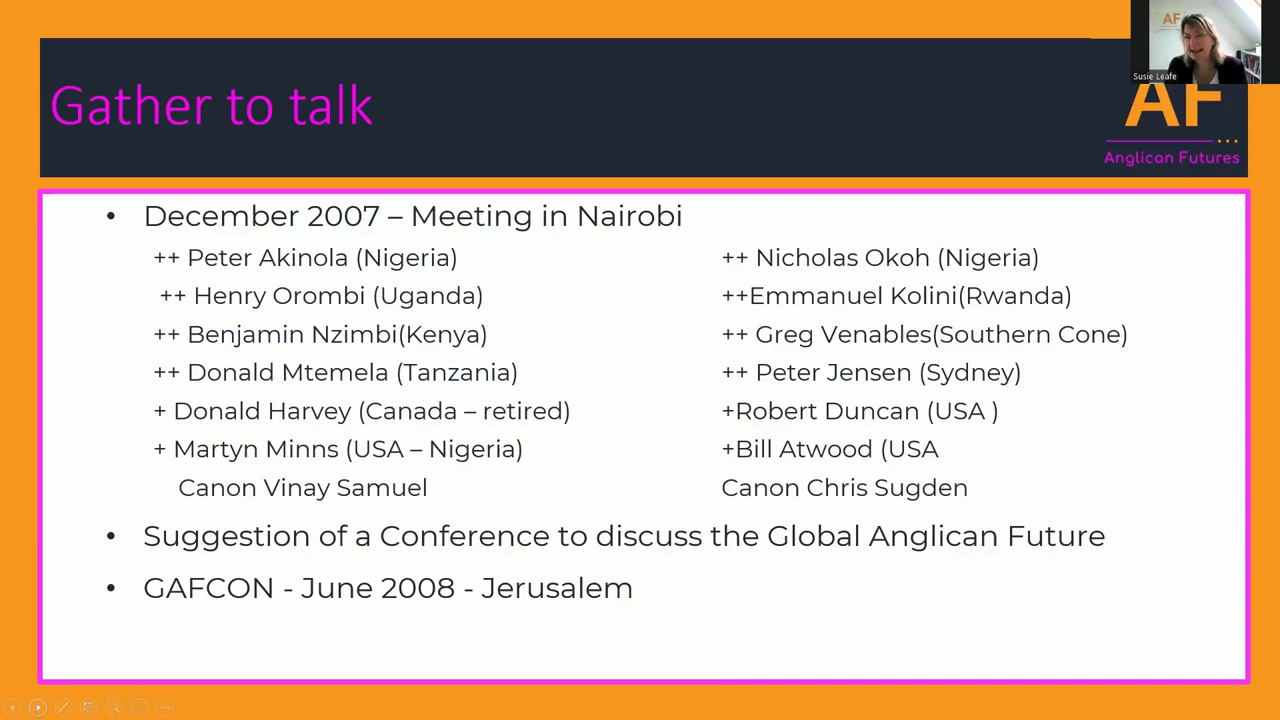 AF
Susie Leafe
Gather to talk
AF
Anglican Futures
• December 2007 – Meeting in Nairobi
++ Peter Akinola (Nigeria)
++ Nicholas Okoh (Nigeria)
++ Henry Orombi (Uganda)
++Emmanuel Kolini(Rwanda)
++ Benjamin Nzimbi(Kenya)
++ Greg Venables(Southern Cone)
++ Donald Mtemela (Tanzania)
++ Peter Jensen (Sydney)
+ Donald Harvey (Canada – retired)
+Robert Duncan (USA )
+ Martyn Minns (USA – Nigeria)
+Bill Atwood (USA
Canon Vinay Samuel
Canon Chris Sugden
• Suggestion of a Conference to discuss the Global Anglican Future
• GAFCON - June 2008 - Jerusalem